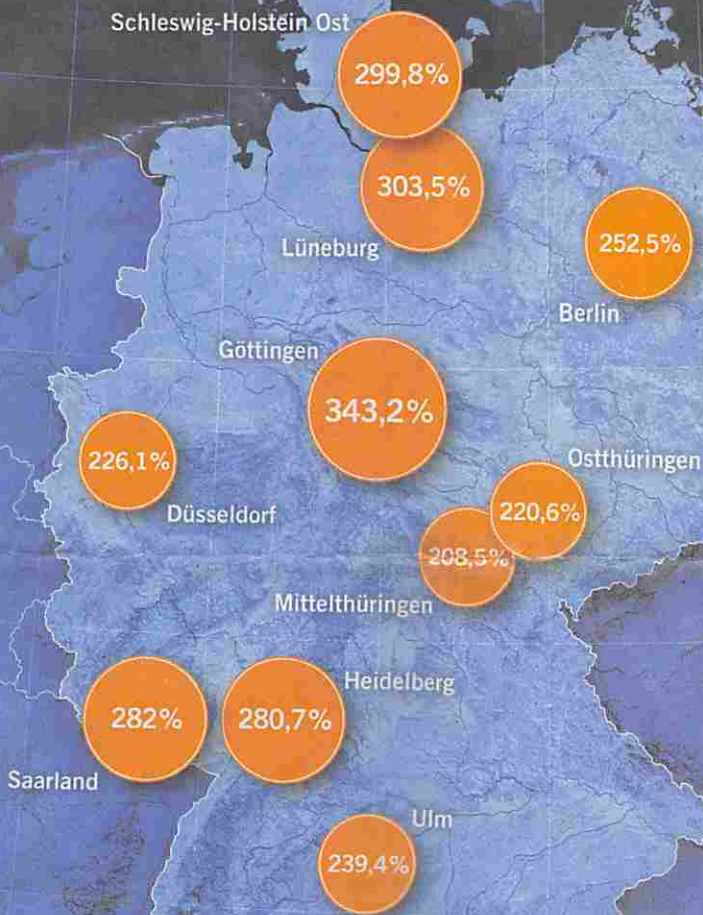 Schleswig-Holstein Ost
299,8%
303,5%
Lüneburg
252,5%
Berlin
Göttingen
343,2%
226,1%
Düsseldorf
Ostthüringen
220,6%
208,5%
Mittelthüringen
Heidelberg
282%
280,7%
Saarland
Ulm
239,4%